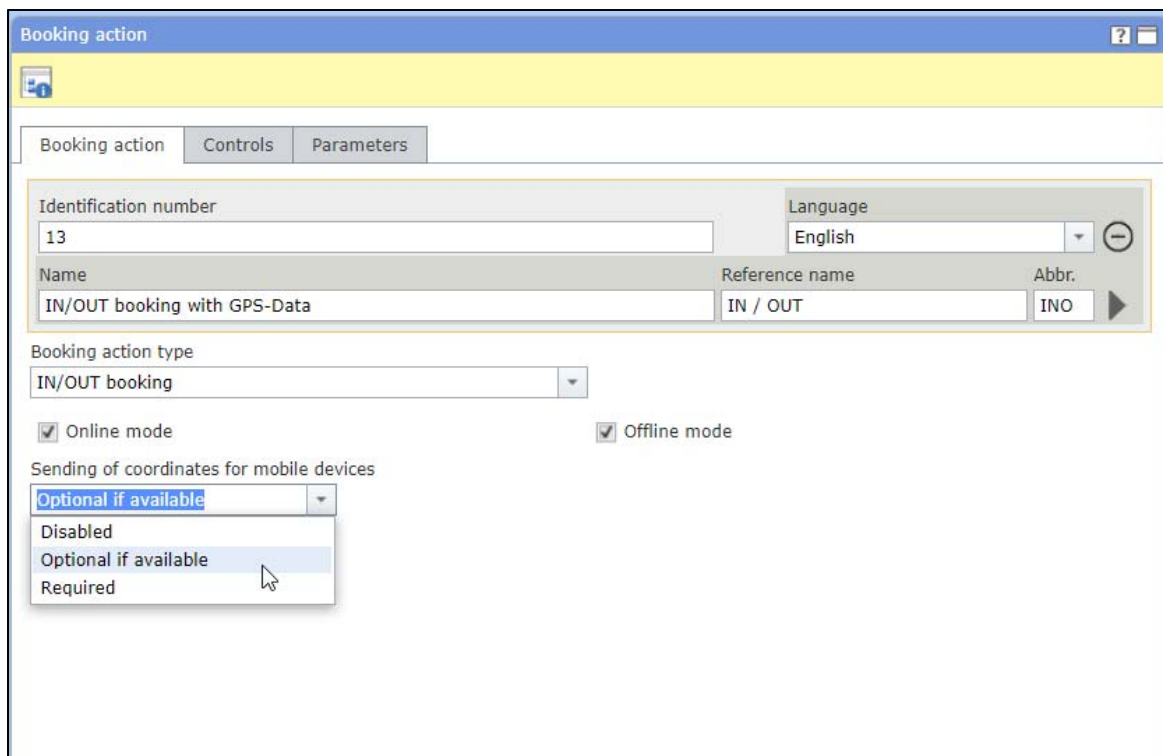 Booking action
?
Booking action Controls Parameters
Identification number Language
13 English
Name Reference name Abbr.
IN/OUT booking with GPS-Data IN / OUT INO
Booking action type
IN/OUT booking
Online mode Offline mode
Sending of coordinates for mobile devices
Optional if available
Disabled
Optional if available
Required